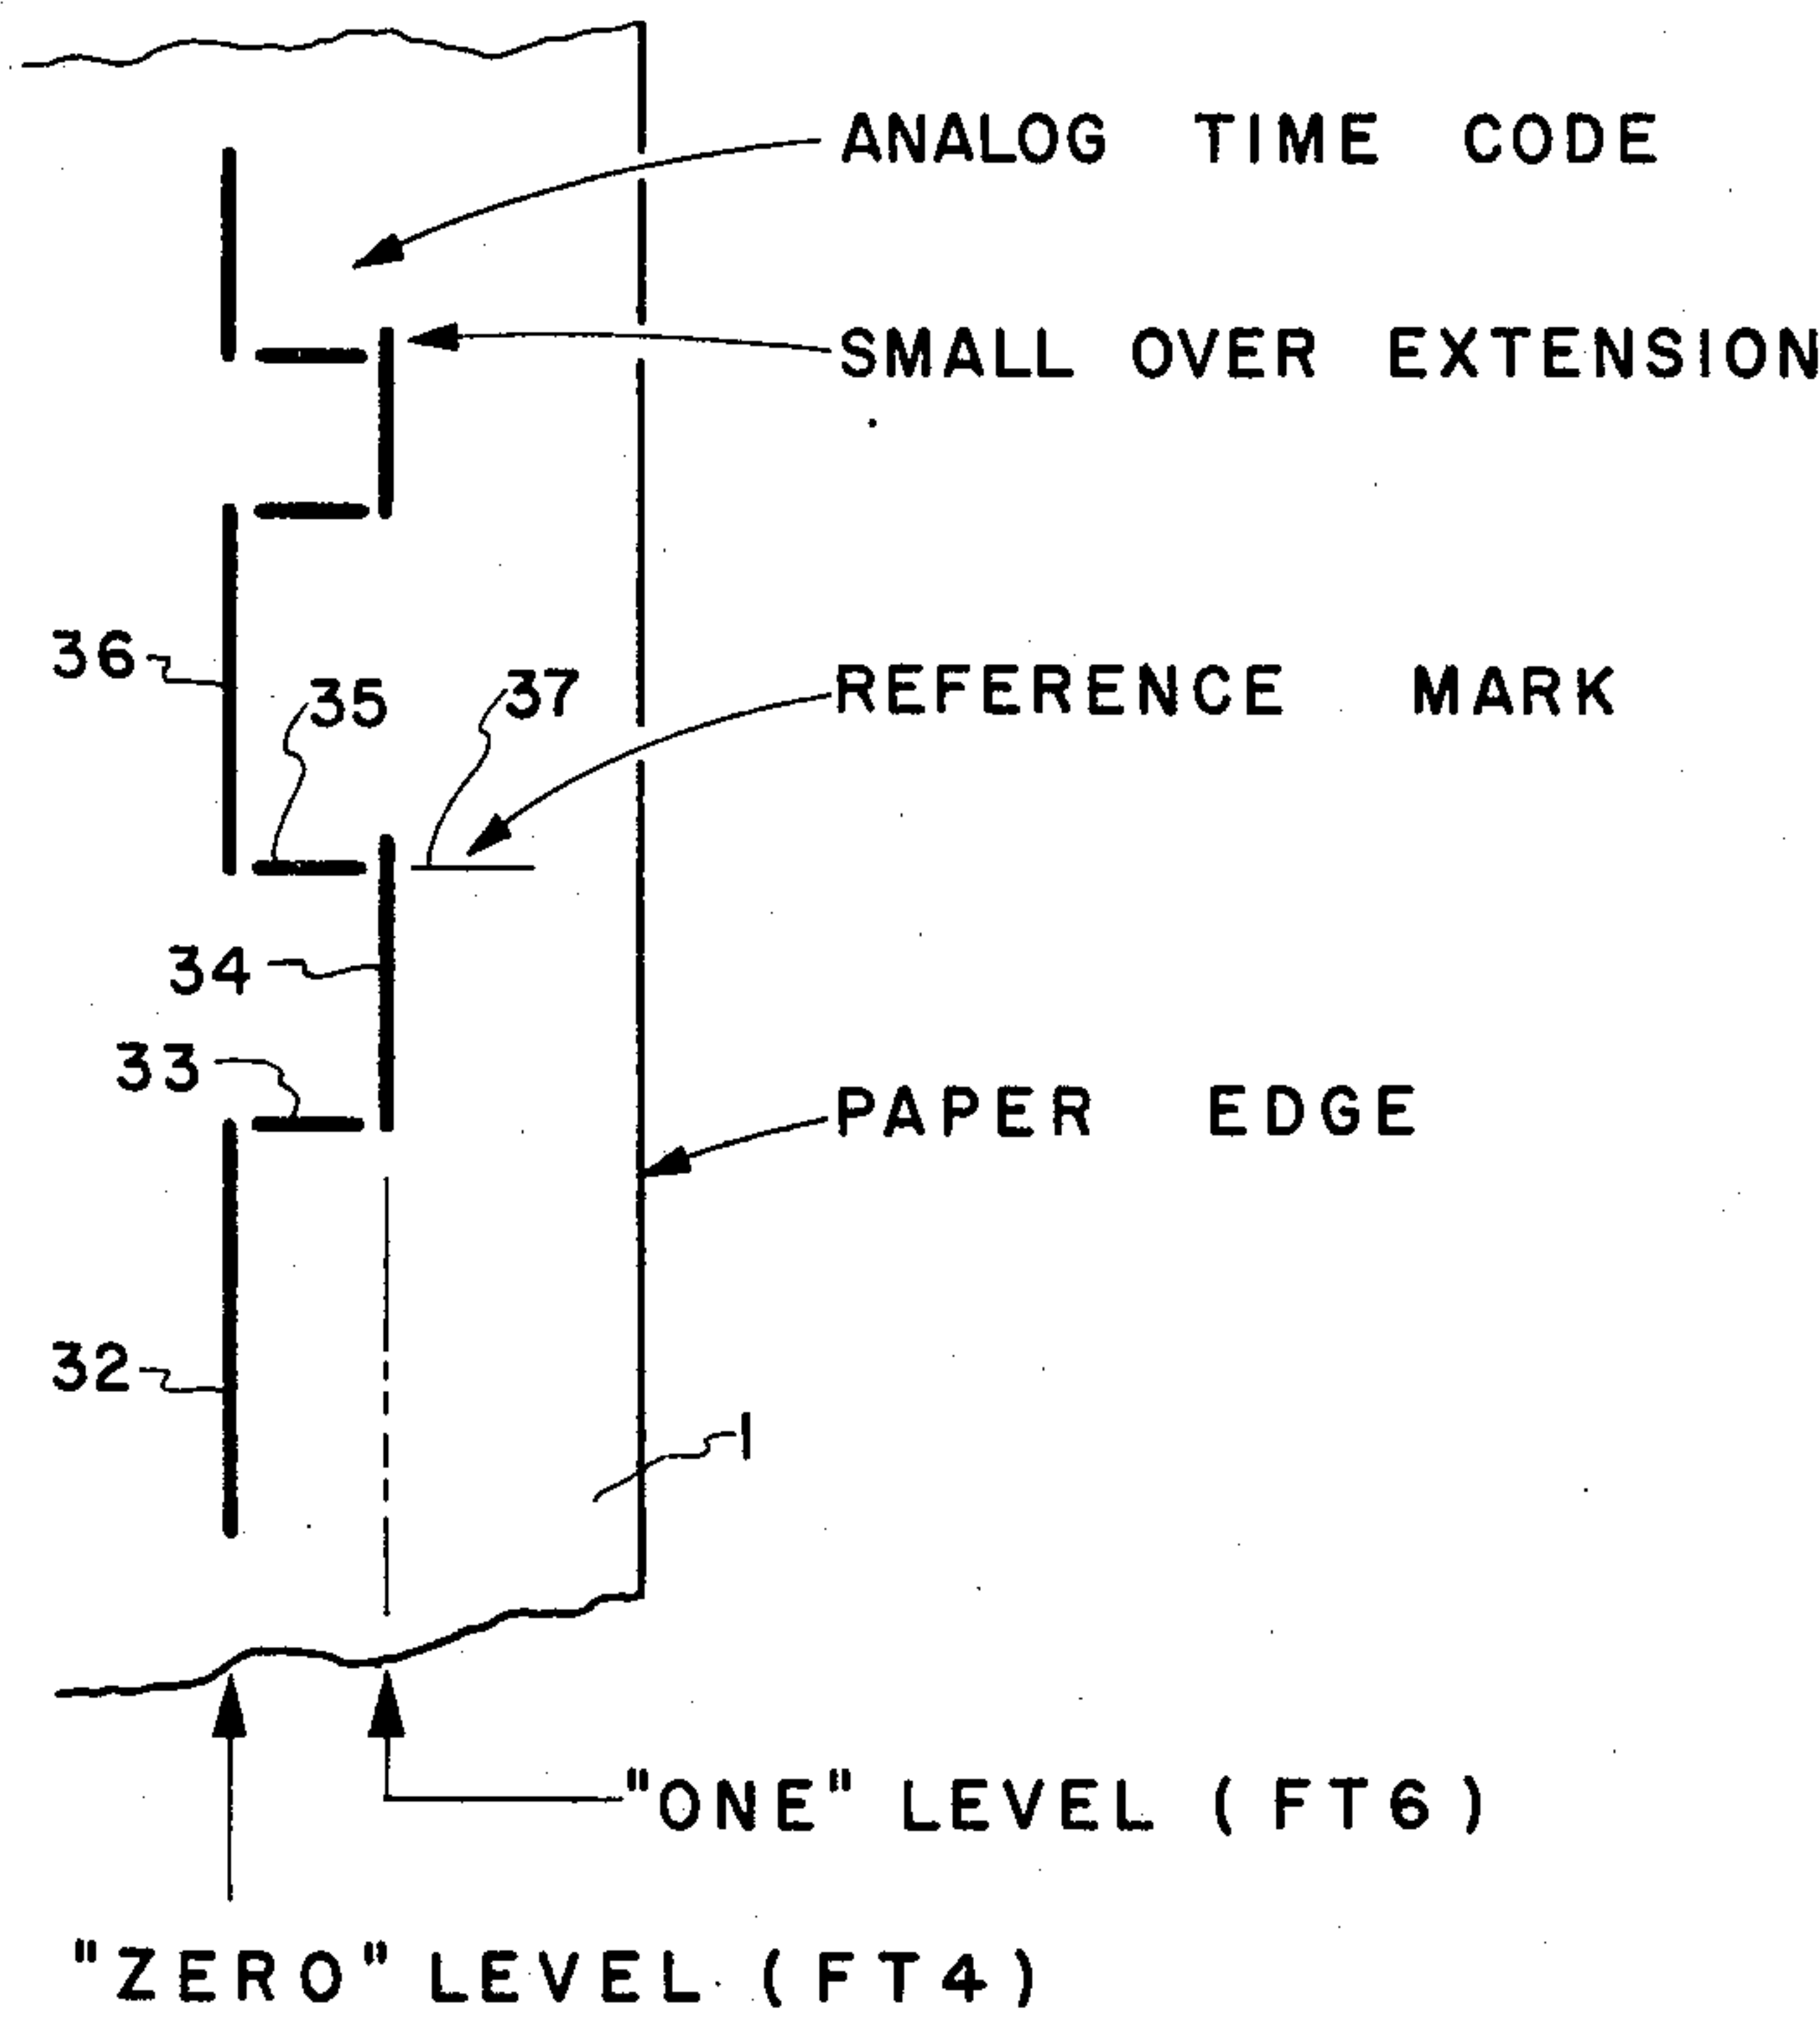 ANALOG TIME CODE
SMALL OVER EXTENSION
36
35
37
REFERENCE MARK
34
33
PAPER EDGE
32
1
"ONE" LEVEL (FT6)
"ZERO" LEVEL (FT4)